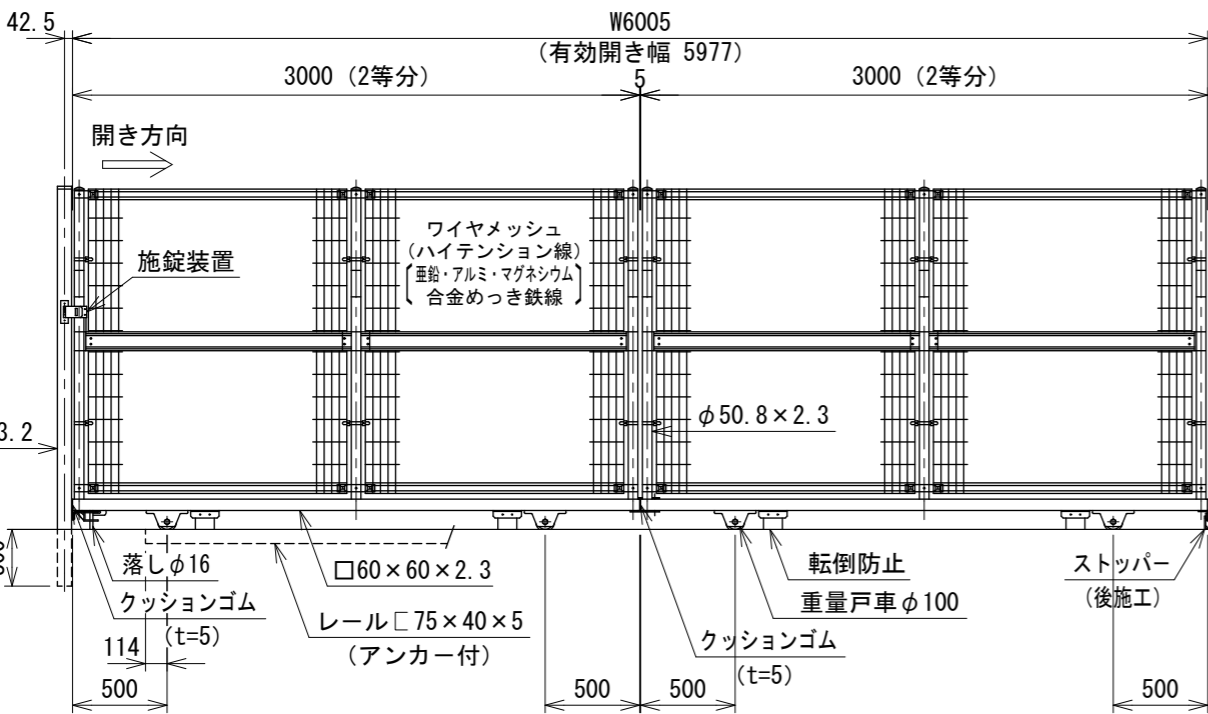 42.5
W6005
(有効開き幅 5977)
3000 (2等分)
5
3000 (2等分)
開き方向
ワイヤメッシュ
(ハイテンション線)
亜鉛・アルミ・マグネシウム
合金めっき鉄線
施錠装置
φ50.8×2.3
3.2
落しφ16
□60×60×2.3
転倒防止
ストッパー
(後施工)
クッションゴム
(t=5)
レール［75×40×5
(アンカー付)
重量戸車φ100
クッションゴム
(t=5)
114
500
500
500
500